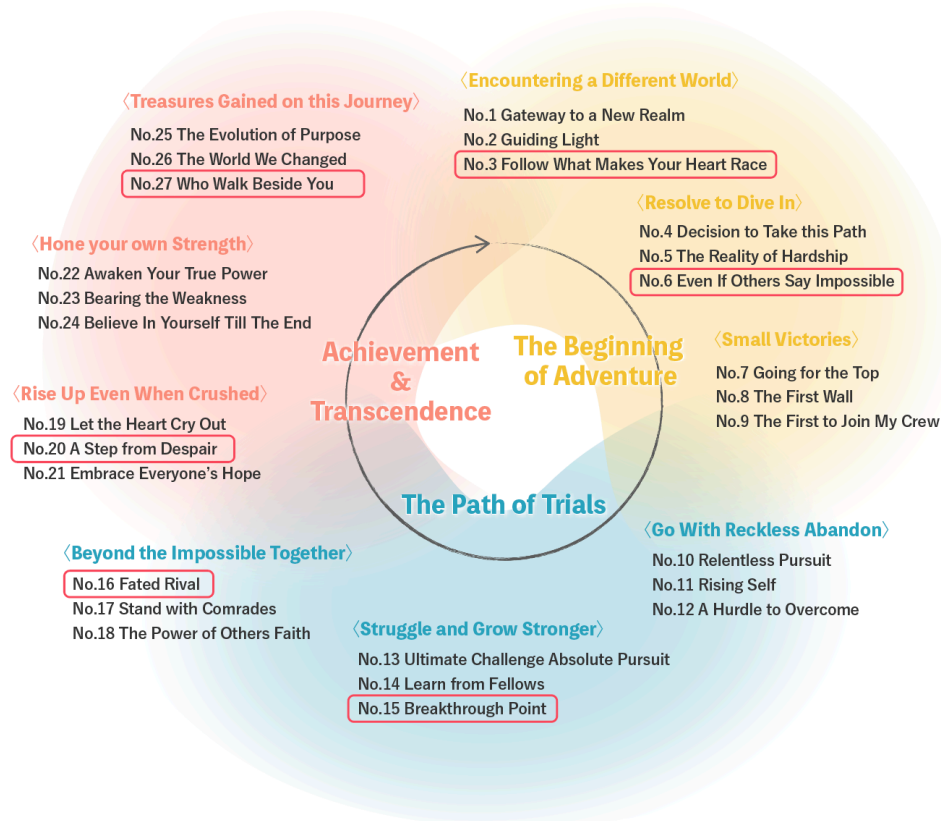 〈Encountering a Different World〉
No.1 Gateway to a New Realm
No.2 Guiding Light
No.3 Follow What Makes Your Heart Race
〈Resolve to Dive In〉
No.4 Decision to Take this Path
No.5 The Reality of Hardship
No.6 Even If Others Say Impossible
〈Small Victories〉
No.7 Going for the Top
No.8 The First Wall
No.9 The First to Join My Crew
The Beginning
of Adventure
〈Go With Reckless Abandon〉
No.10 Relentless Pursuit
No.11 Rising Self
No.12 A Hurdle to Overcome
〈Struggle and Grow Stronger〉
No.13 Ultimate Challenge Absolute Pursuit
No.14 Learn from Fellows
No.15 Breakthrough Point
〈Beyond the Impossible Together〉
No.16 Fated Rival
No.17 Stand with Comrades
No.18 The Power of Others Faith
The Path of Trials
〈Rise Up Even When Crushed〉
No.19 Let the Heart Cry Out
No.20 A Step from Despair
No.21 Embrace Everyone's Hope
〈Hone your own Strength〉
No.22 Awaken Your True Power
No.23 Bearing the Weakness
No.24 Believe In Yourself Till The End
〈Treasures Gained on this Journey〉
No.25 The Evolution of Purpose
No.26 The World We Changed
No.27 Who Walk Beside You
Achievement
&
Transcendence